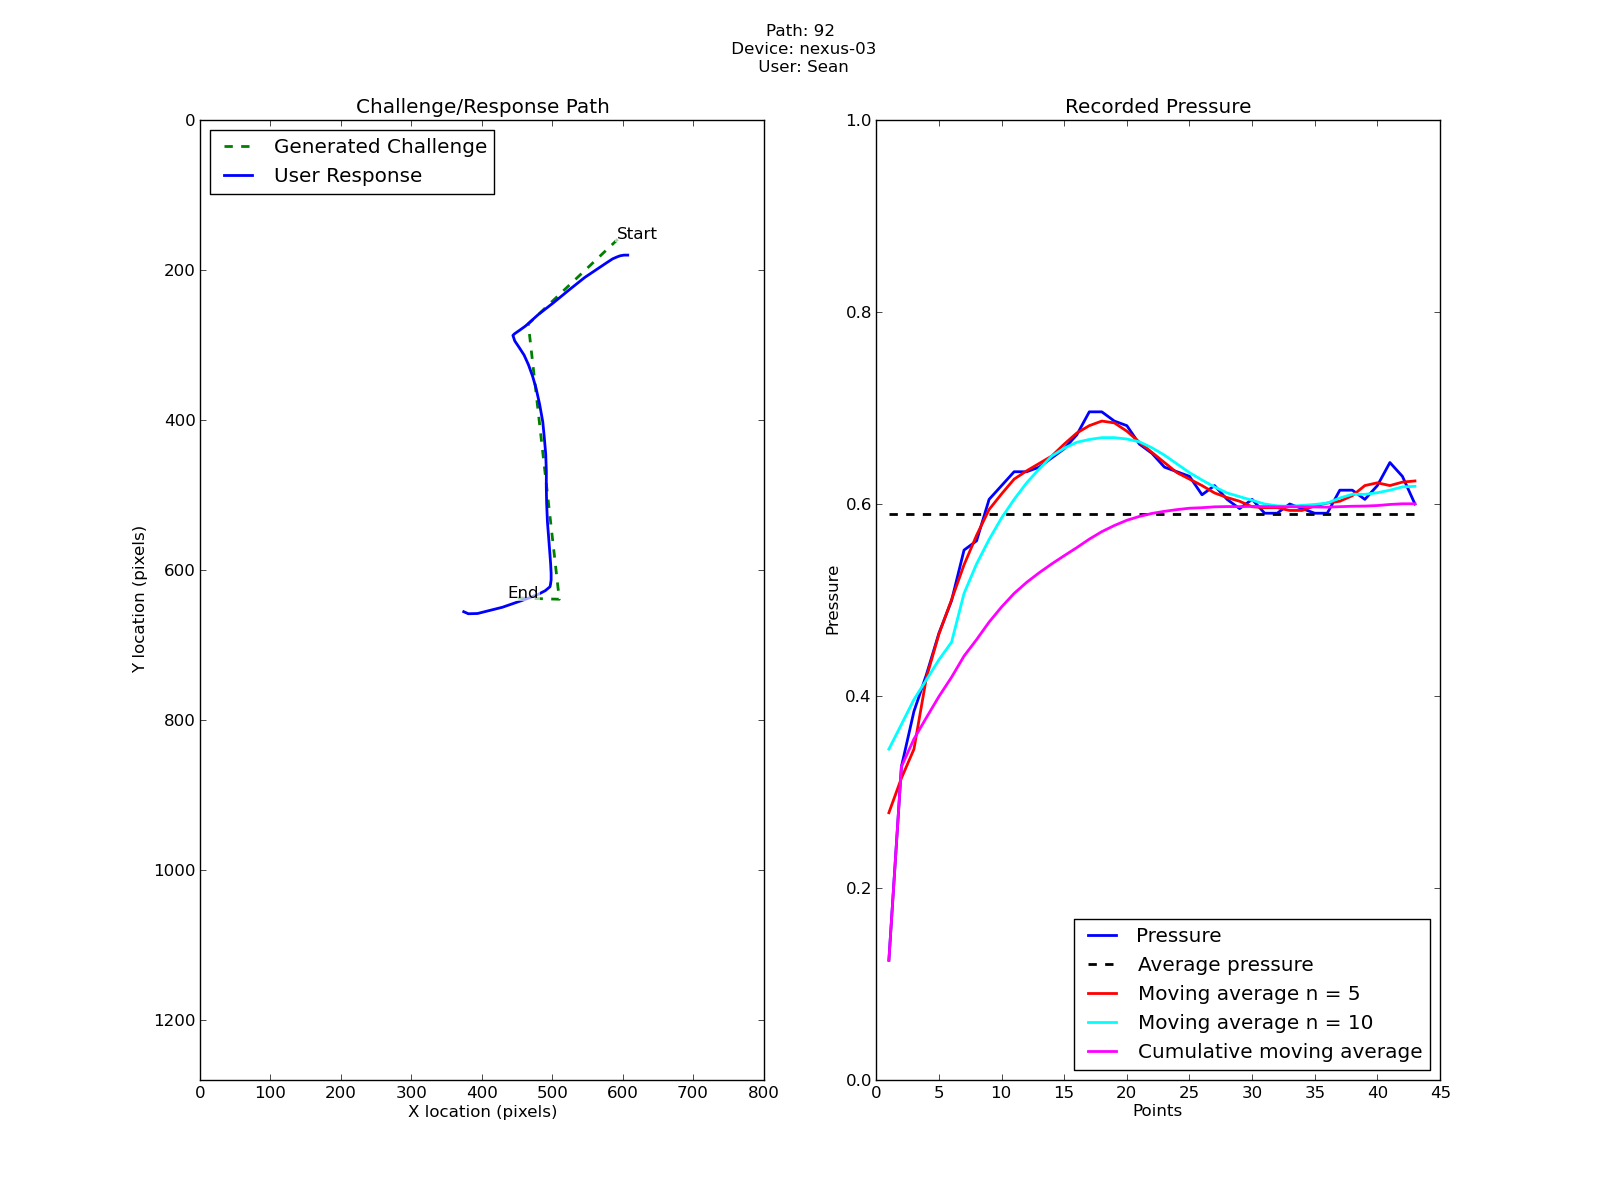 Path: 92
Device: nexus-03
User: Sean
Challenge/Response Path
0
200
400
600
800
1000
1200
Y location (pixels)
Generated Challenge
User Response
Start
End
0 100 200 300 400 500 600 700 800
X location (pixels)
Recorded Pressure
1.0
0.8
0.6
0.4
0.2
0.0
Pressure
Pressure
Average pressure
Moving average n = 5
Moving average n = 10
Cumulative moving average
0 5 10 15 20 25 30 35 40 45
Points